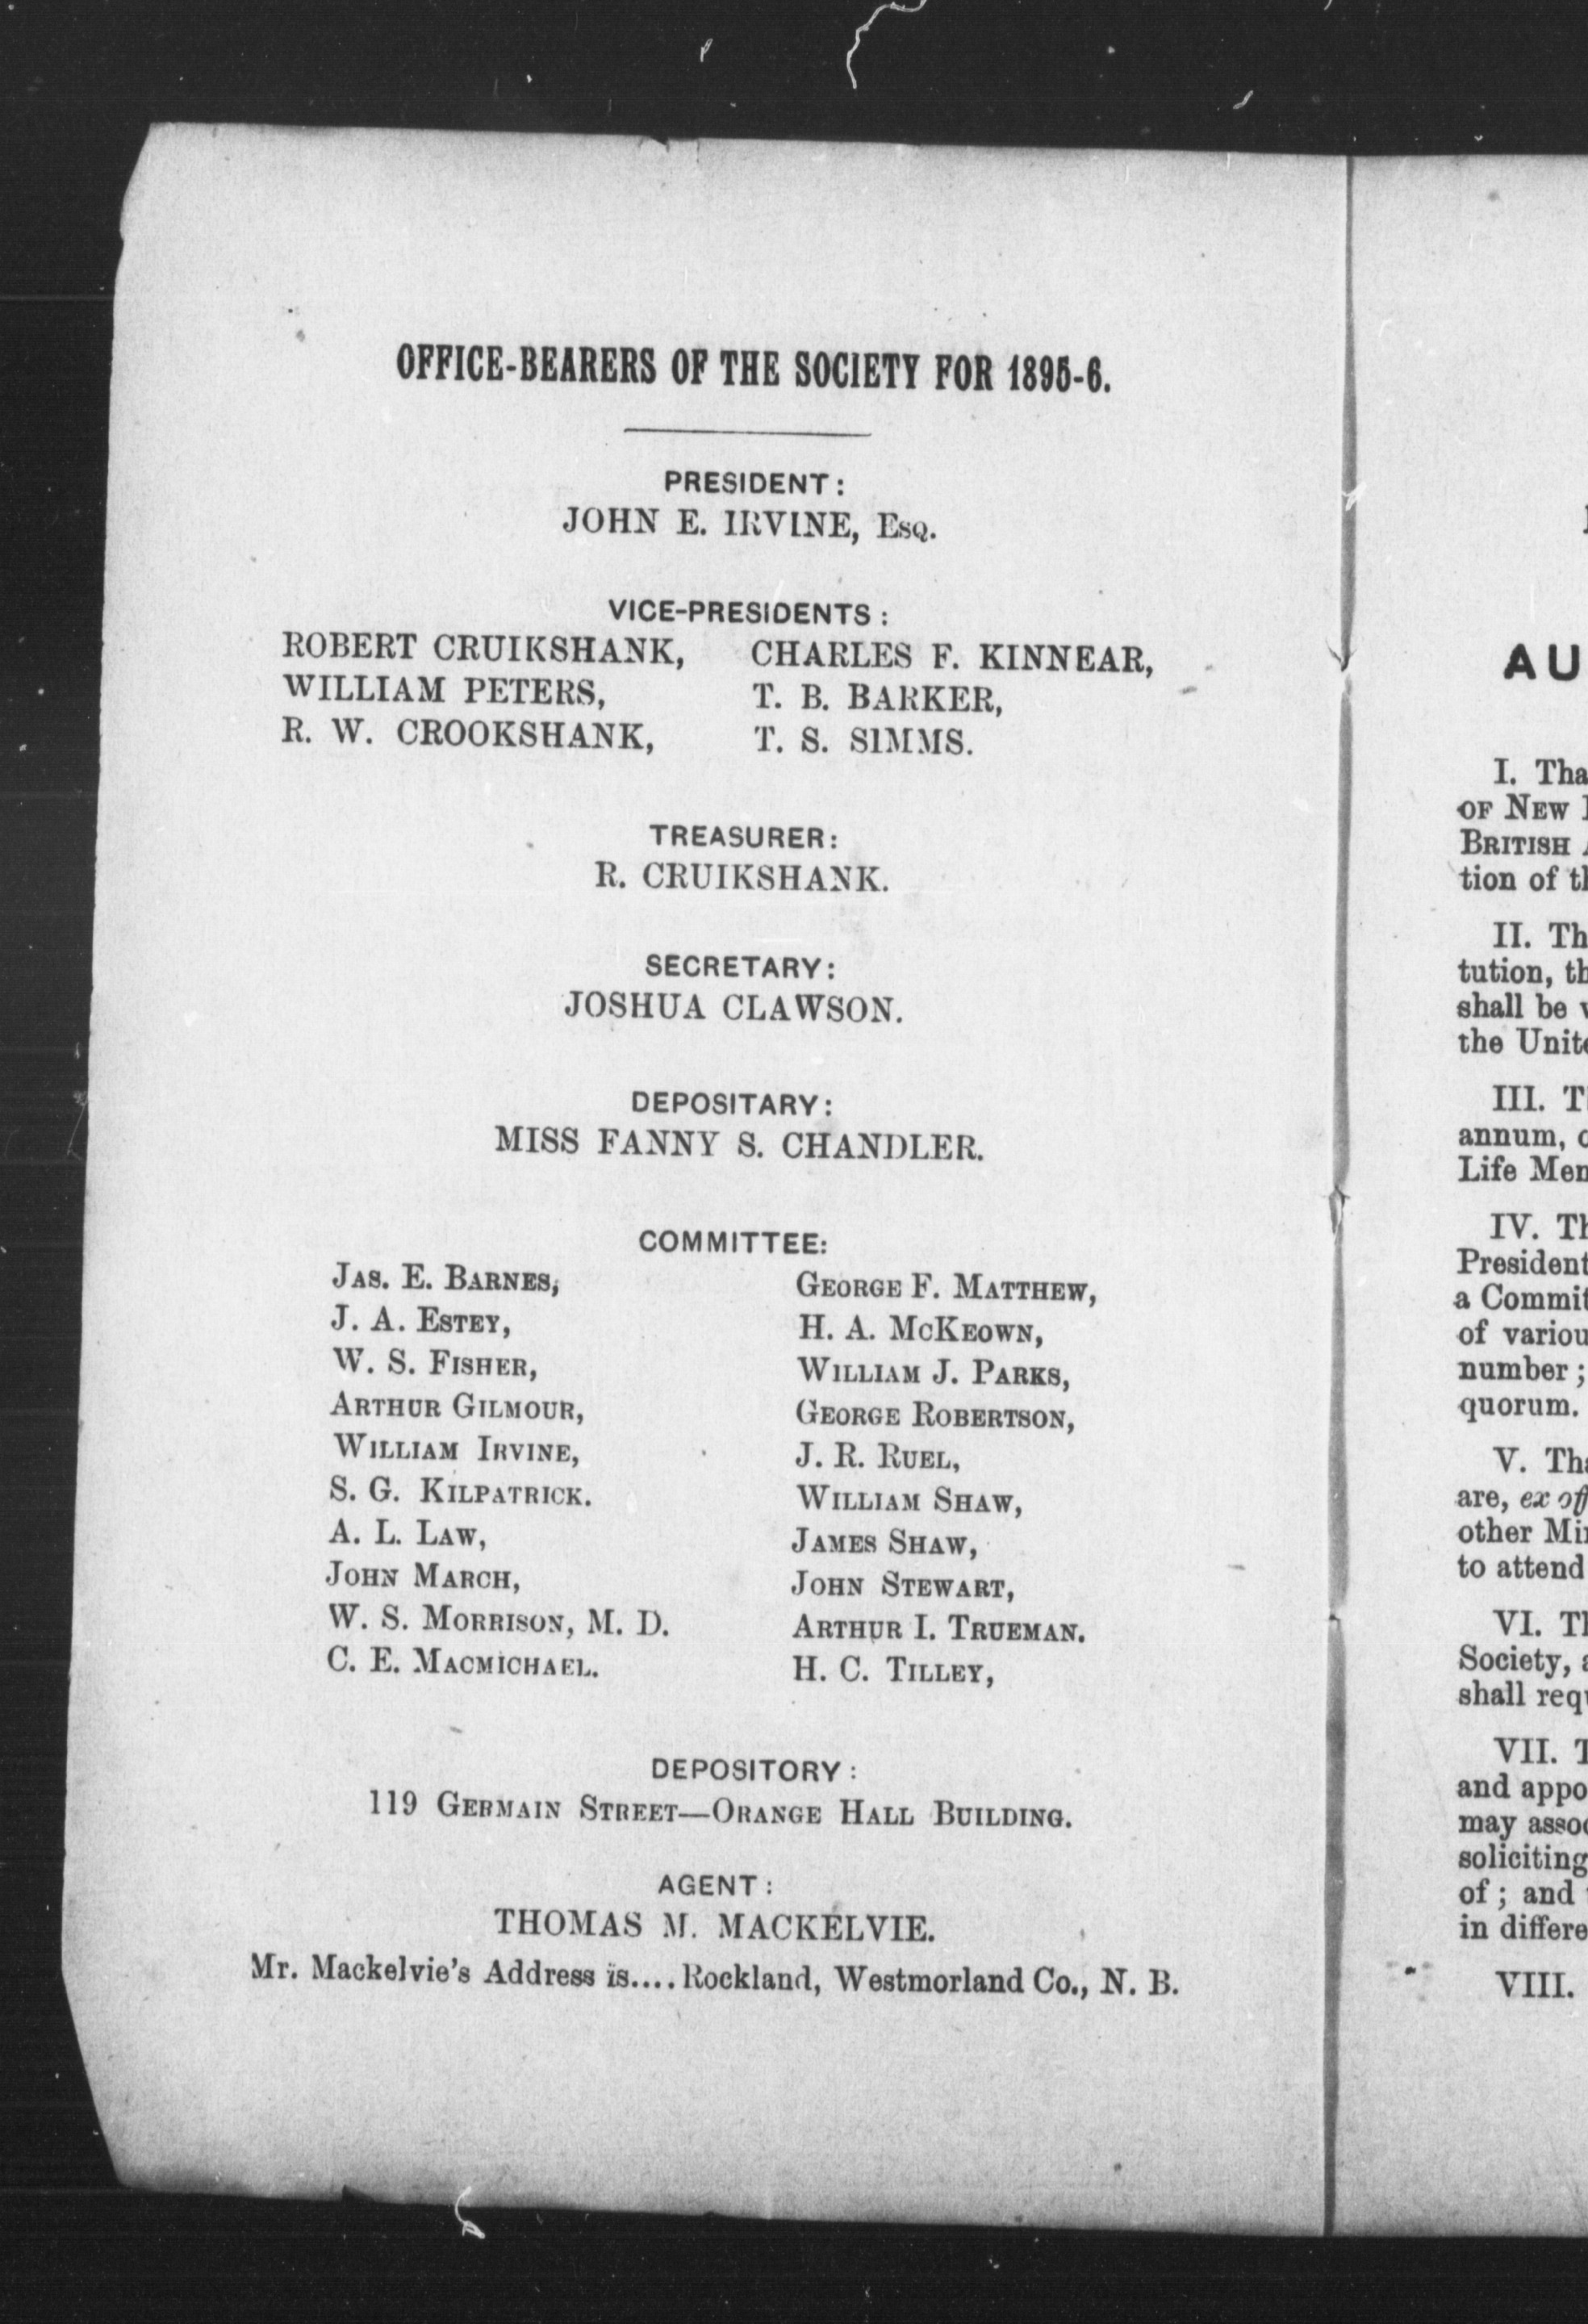 OFFICE-BEARERS OF THE SOCIETY FOR 1895-6.
PRESIDENT:
JOHN E. IRVINE, ESQ.
VICE-PRESIDENTS:
ROBERT CRUIKSHANK,
WILLIAM PETERS,
R. W. CROOKSHANK,
CHARLES F. KINNEAR,
T. B. BARKER,
T. S. SIMMS.
TREASURER:
R. CRUIKSHANK.
SECRETARY:
JOSHUA CLAWSON.
DEPOSITARY:
MISS FANNY S. CHANDLER.
COMMITTEE:
JAS. E. BARNES,
J. A. ESTEY,
W. S. FISHER,
ARTHUR GILMOUR,
WILLIAM IRVINE,
S. G. KILPATRICK.
A. L. LAW,
JOHN MARCH,
W. S. MORRISON, M. D.
C. E. MACMICHAEL.
GEORGE F. MATTHEW,
H. A. MCKEOWN,
WILLIAM J. PARKS,
GEORGE ROBERTSON,
J. R. RUEL,
WILLIAM SHAW,
JAMES SHAW,
JOHN STEWART,
ARTHUR I. TRUEMAN.
H. C. TILLEY,
DEPOSITORY:
119 GERMAIN STREET—ORANGE HALL BUILDING.
AGENT:
THOMAS M. MACKELVIE.
Mr. Mackelvie's Address is.... Rockland, Westmorland Co., N. B.
AU
I. Tha
OF NEW
BRITISH
tion of
II. Th
tution, th
shall be
the Unit
III. T
annum,
Life Mem
IV. Th
President
a Commit
of variou
number;
quorum.
V. Tha
are, ex off
other Min
to attend
VI. Th
Society,
shall requ
VII. T
and appo
may asso
soliciting
of; and
in differe
VIII.